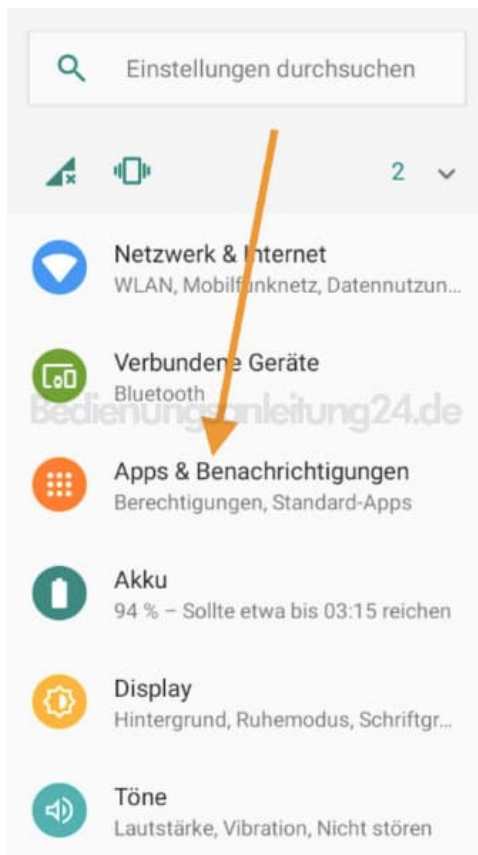 Einstellungen durchsuchen
2
Netzwerk & Internet
WLAN, Mobilfunknetz, Datennutzun...
Verbundene Geräte
Bluetooth
Bedienungsanleitung24.de
Apps & Benachrichtigungen
Berechtigungen, Standard-Apps
Akku
94 % – Sollte etwa bis 03:15 reichen
Display
Hintergrund, Ruhemodus, Schriftgr...
Töne
Lautstärke, Vibration, Nicht stören